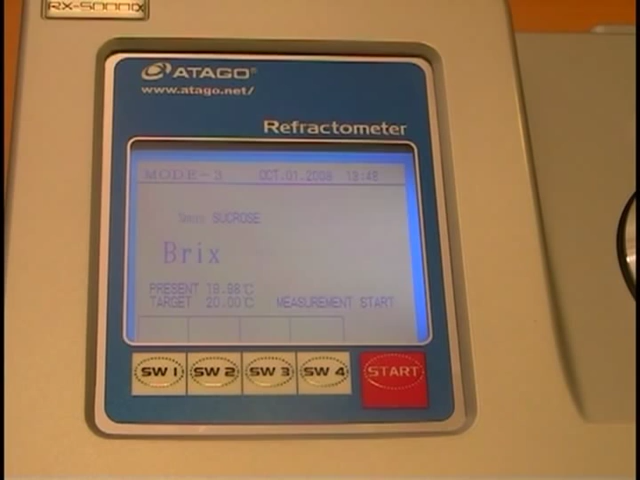 RX-5000α
ATAGO®
www.atago.net/
Refractometer
MODE-3 OCT.01.2008 13:48
SUCROSE
Brix
PRESENT 19.98℃
TARGET 20.00℃ MEASUREMENT START
SW 1 SW 2 SW 3 SW 4 START